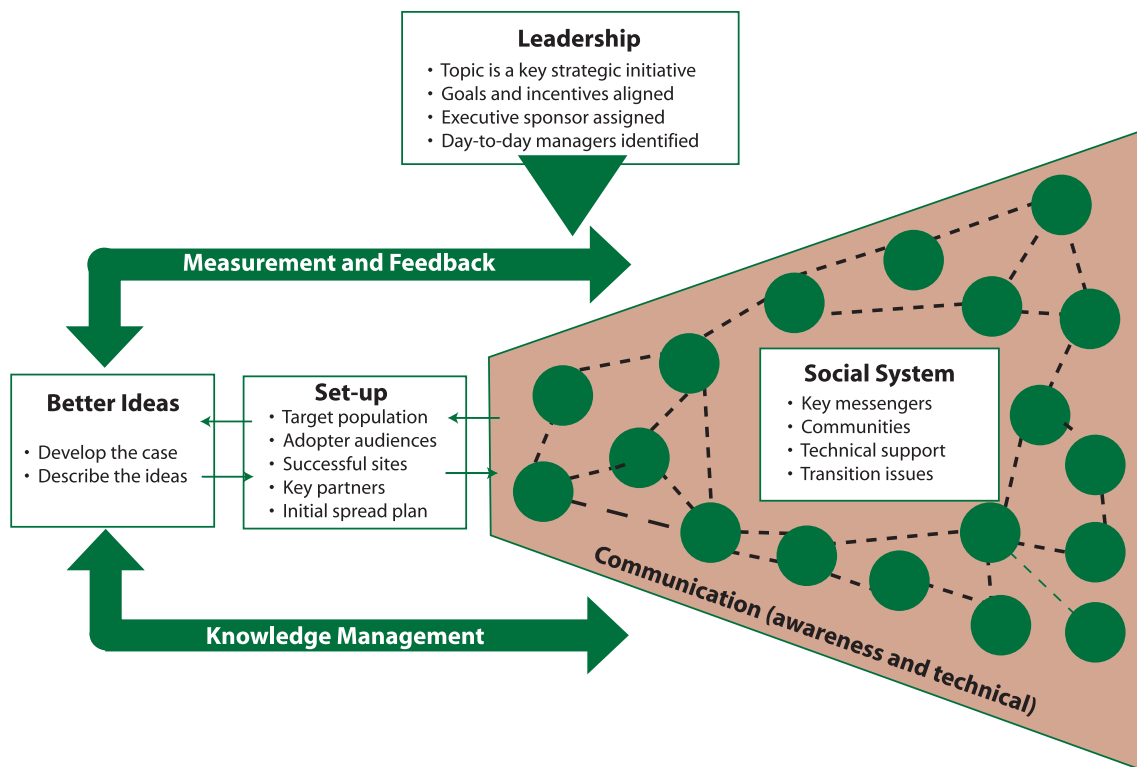 Leadership
• Topic is a key strategic initiative
• Goals and incentives aligned
• Executive sponsor assigned
• Day-to-day managers identified
Measurement and Feedback
Better Ideas
• Develop the case
• Describe the ideas
Set-up
• Target population
• Adopter audiences
• Successful sites
• Key partners
• Initial spread plan
Social System
• Key messengers
• Communities
• Technical support
• Transition issues
Communication (awareness and technical)
Knowledge Management